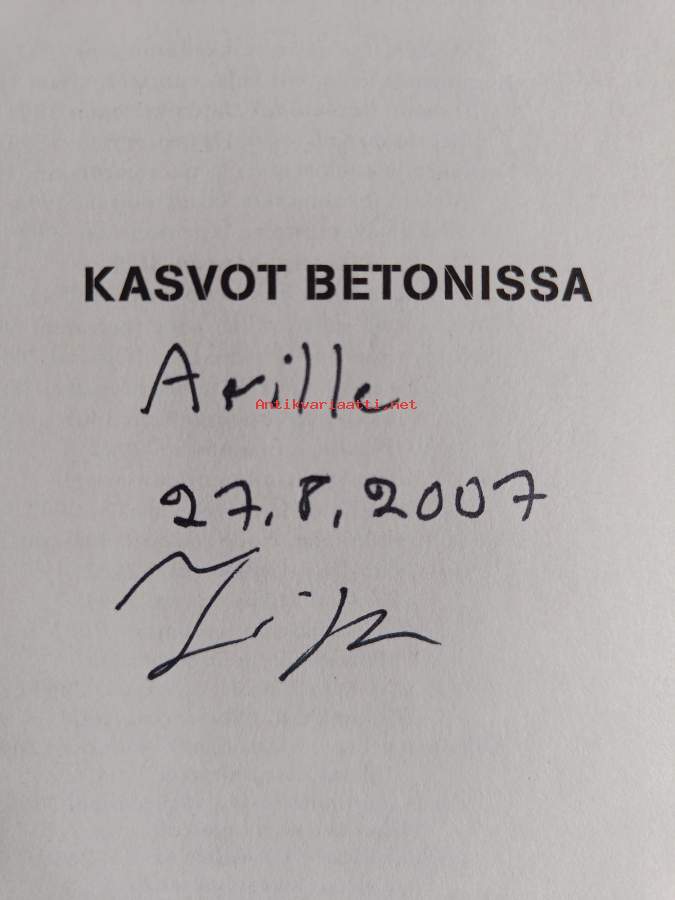 KASVOT BETONISSA
Arille
Antikvariaatti.net
27.8.2007